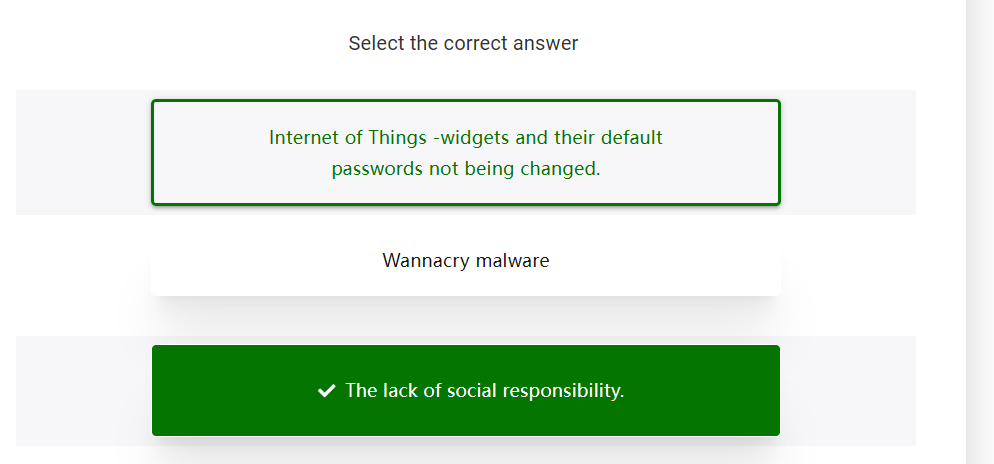 Select the correct answer
Internet of Things -widgets and their default
passwords not being changed.
Wannacry malware
The lack of social responsibility.